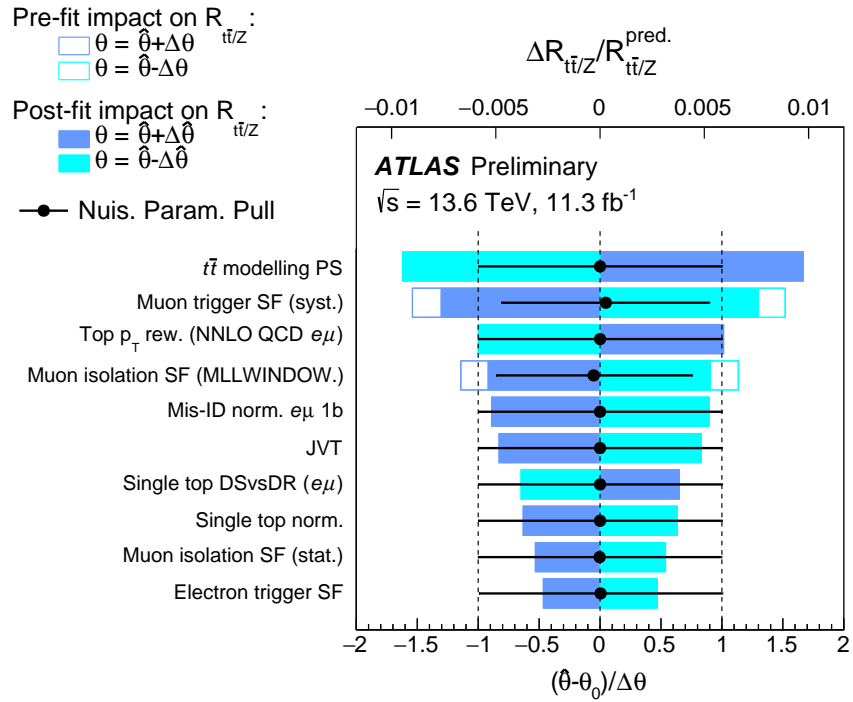 Pre-fit impact on R_tt̄/Z:
θ = θ̂+Δθ
θ = θ̂-Δθ
Post-fit impact on R_tt̄/Z:
θ = θ̂+Δθ̂
θ = θ̂-Δθ̂
Nuis. Param. Pull
ΔR_tt̄/Z/R_tt̄/Z^pred.
−0.01 −0.005 0 0.005 0.01
ATLAS Preliminary
√s = 13.6 TeV, 11.3 fb⁻¹
tt̄ modelling PS
Muon trigger SF (syst.)
Top p_T rew. (NNLO QCD eμ)
Muon isolation SF (MLLWINDOW.)
Mis-ID norm. eμ 1b
JVT
Single top DSvsDR (eμ)
Single top norm.
Muon isolation SF (stat.)
Electron trigger SF
−2 −1.5 −1 −0.5 0 0.5 1 1.5 2
(θ̂-θ₀)/Δθ